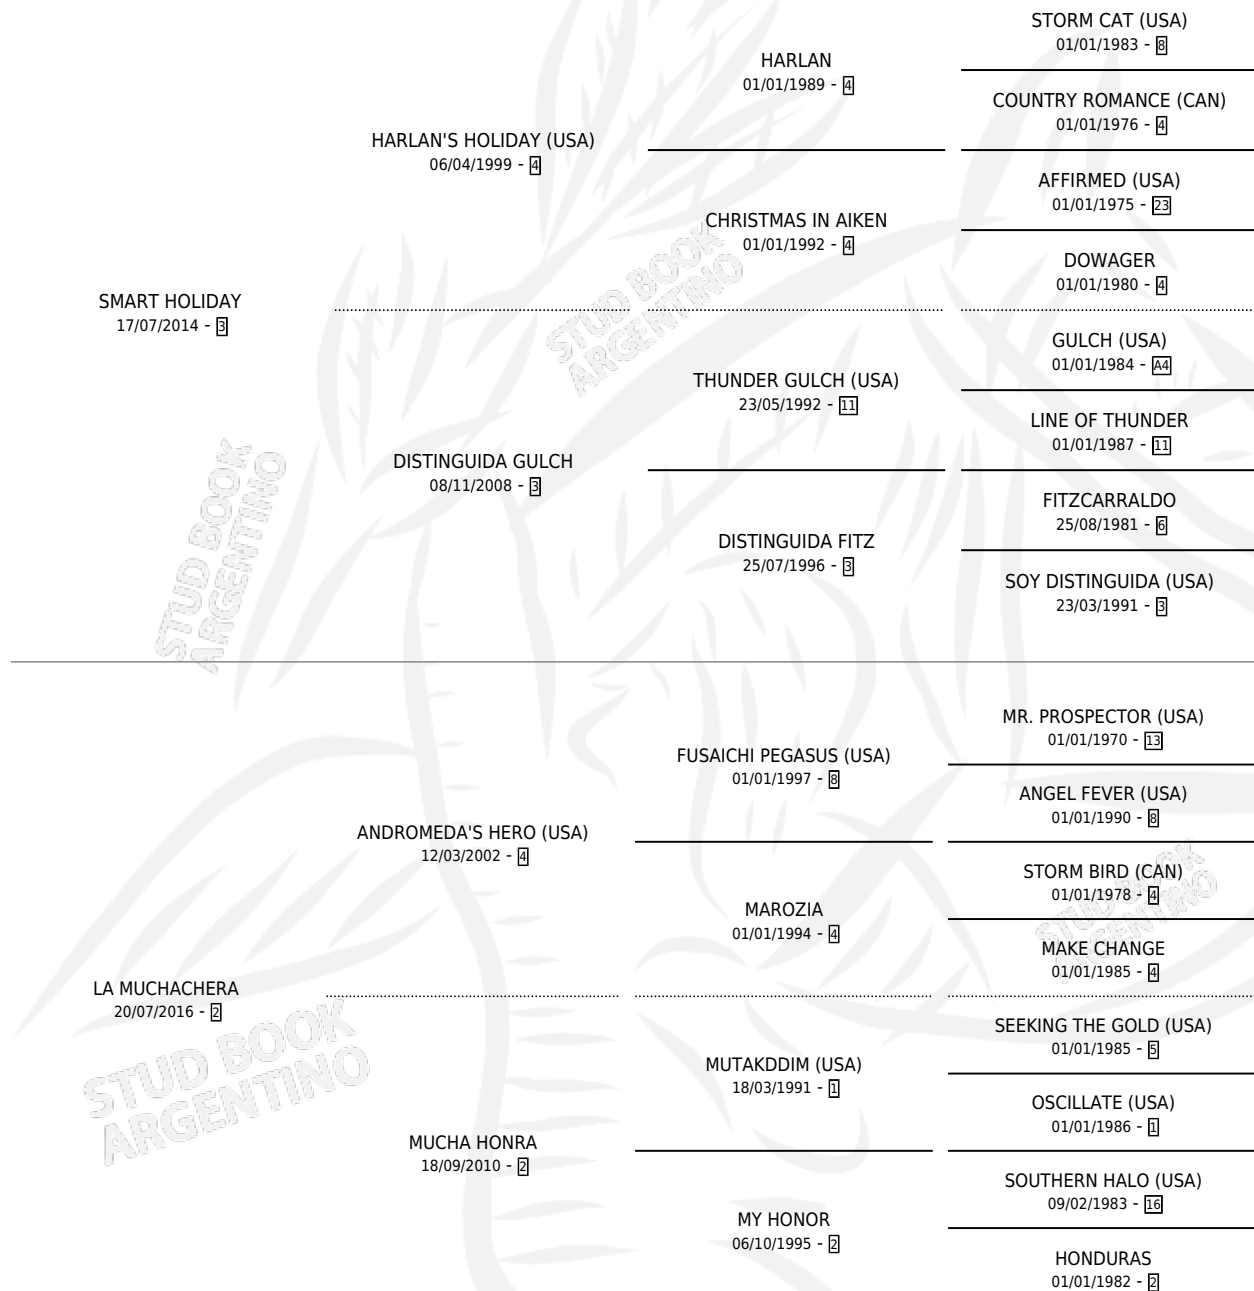 STORM CAT (USA)
01/01/1983 - 8
HARLAN
01/01/1989 - 4
COUNTRY ROMANCE (CAN)
01/01/1976 - 4
HARLAN'S HOLIDAY (USA)
06/04/1999 - 4
AFFIRMED (USA)
01/01/1975 - 23
CHRISTMAS IN AIKEN
01/01/1992 - 4
DOWAGER
01/01/1980 - 4
SMART HOLIDAY
17/07/2014 - 3
GULCH (USA)
01/01/1984 - A4
THUNDER GULCH (USA)
23/05/1992 - 11
LINE OF THUNDER
01/01/1987 - 11
DISTINGUIDA GULCH
08/11/2008 - 3
FITZCARRALDO
25/08/1981 - 6
DISTINGUIDA FITZ
25/07/1996 - 3
SOY DISTINGUIDA (USA)
23/03/1991 - 3
MR. PROSPECTOR (USA)
01/01/1970 - 13
FUSAICHI PEGASUS (USA)
01/01/1997 - 8
ANGEL FEVER (USA)
01/01/1990 - 8
ANDROMEDA'S HERO (USA)
12/03/2002 - 4
STORM BIRD (CAN)
01/01/1978 - 4
MAROZIA
01/01/1994 - 4
MAKE CHANGE
01/01/1985 - 4
LA MUCHACHERA
20/07/2016 - 2
SEEKING THE GOLD (USA)
01/01/1985 - 5
MUTAKDDIM (USA)
18/03/1991 - 1
OSCILLATE (USA)
01/01/1986 - 1
MUCHA HONRA
18/09/2010 - 2
SOUTHERN HALO (USA)
09/02/1983 - 16
MY HONOR
06/10/1995 - 2
HONDURAS
01/01/1982 - 2
STUD BOOK
ARGENTINO
STUD BOOK
ARGENTINO
STUD BOOK
ARGENTINO
STUD BOOK
ARGENTINO